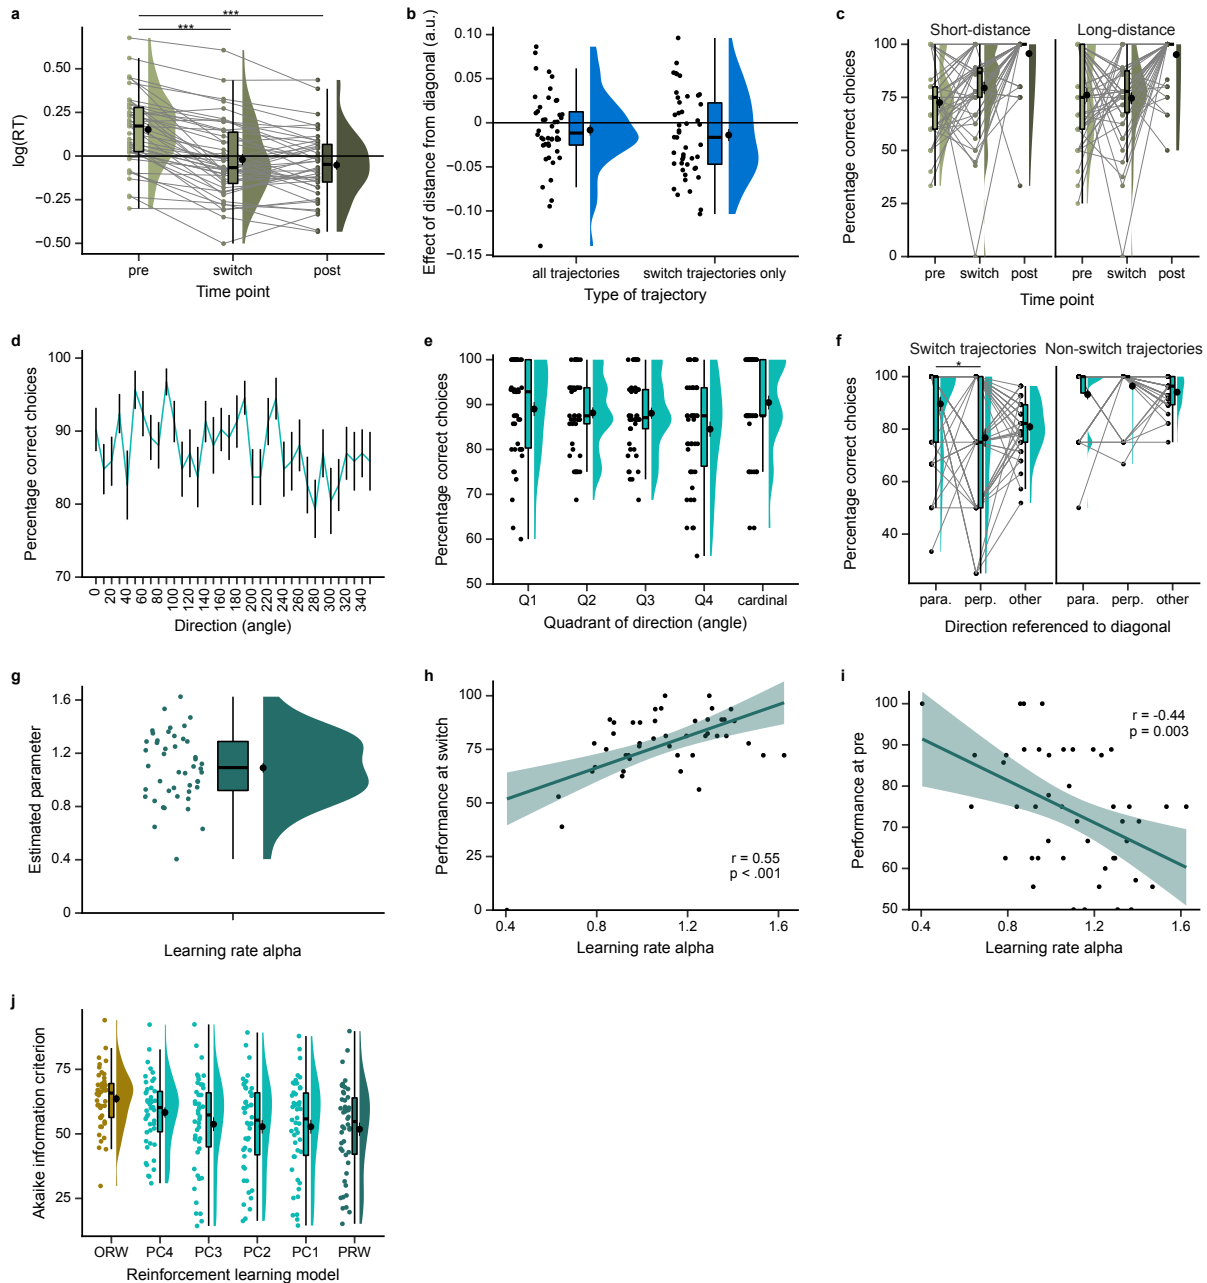 a
***
***
log(RT)
0.50
0.25
0
−0.25
−0.50
pre
switch
post
Time point
b
Effect of distance from diagonal (a.u.)
0.10
0.05
0
−0.05
−0.10
−0.15
all trajectories
switch trajectories only
Type of trajectory
c
Short-distance
Long-distance
Percentage correct choices
100
75
50
25
0
pre
switch
post
pre
switch
post
Time point
d
Percentage correct choices
100
90
80
70
0
20
40
60
80
100
120
140
160
180
200
220
240
260
280
300
320
340
Direction (angle)
e
Percentage correct choices
100
90
80
70
60
50
Q1
Q2
Q3
Q4
cardinal
Quadrant of direction (angle)
f
Switch trajectories
Non-switch trajectories
*
Percentage correct choices
100
80
60
40
para.
perp.
other
para.
perp.
other
Direction referenced to diagonal
g
Estimated parameter
1.6
1.2
0.8
0.4
0
Learning rate alpha
h
Performance at switch
100
75
50
25
0
r = 0.55
p < .001
0.4
0.8
1.2
1.6
Learning rate alpha
i
Performance at pre
100
90
80
70
60
50
r = -0.44
p = 0.003
0.4
0.8
1.2
1.6
Learning rate alpha
j
Akaike information criterion
75
50
25
ORW
PC4
PC3
PC2
PC1
PRW
Reinforcement learning model